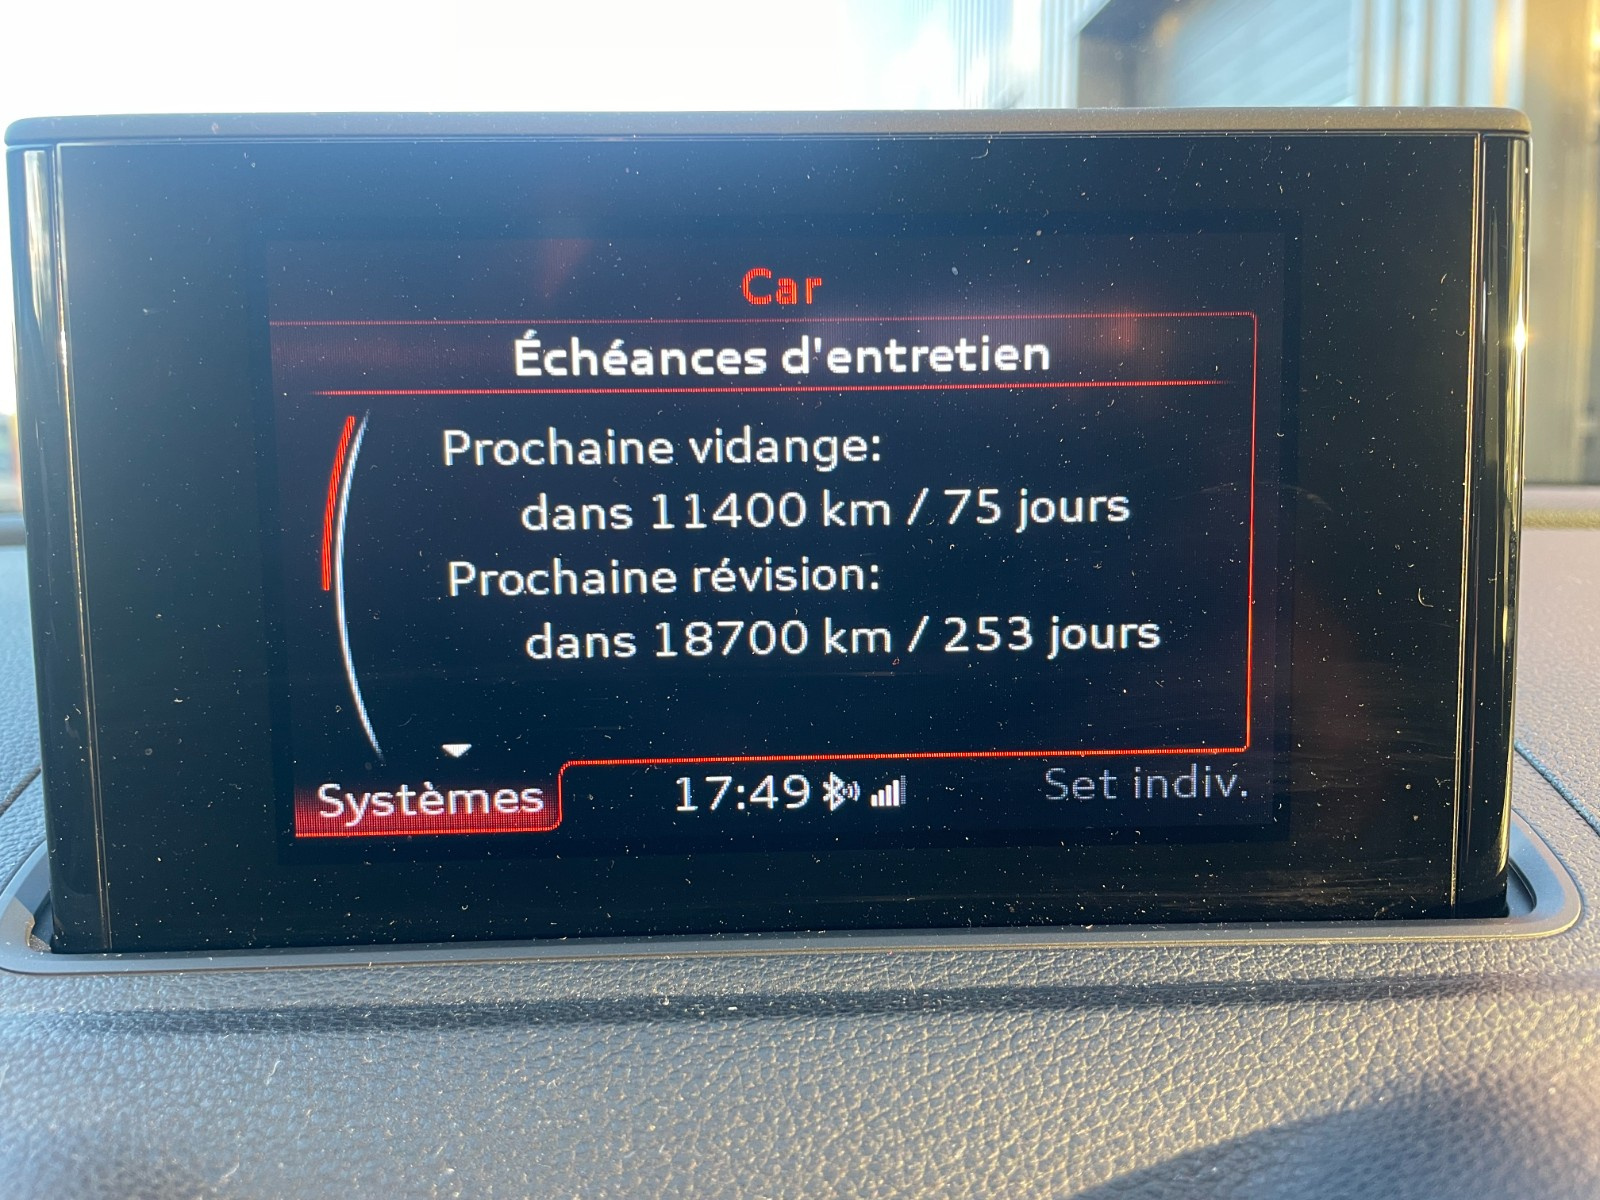 Car
Échéances d'entretien
Prochaine vidange:
dans 11400 km / 75 jours
Prochaine révision:
dans 18700 km / 253 jours
Systèmes 17:49 Set indiv.